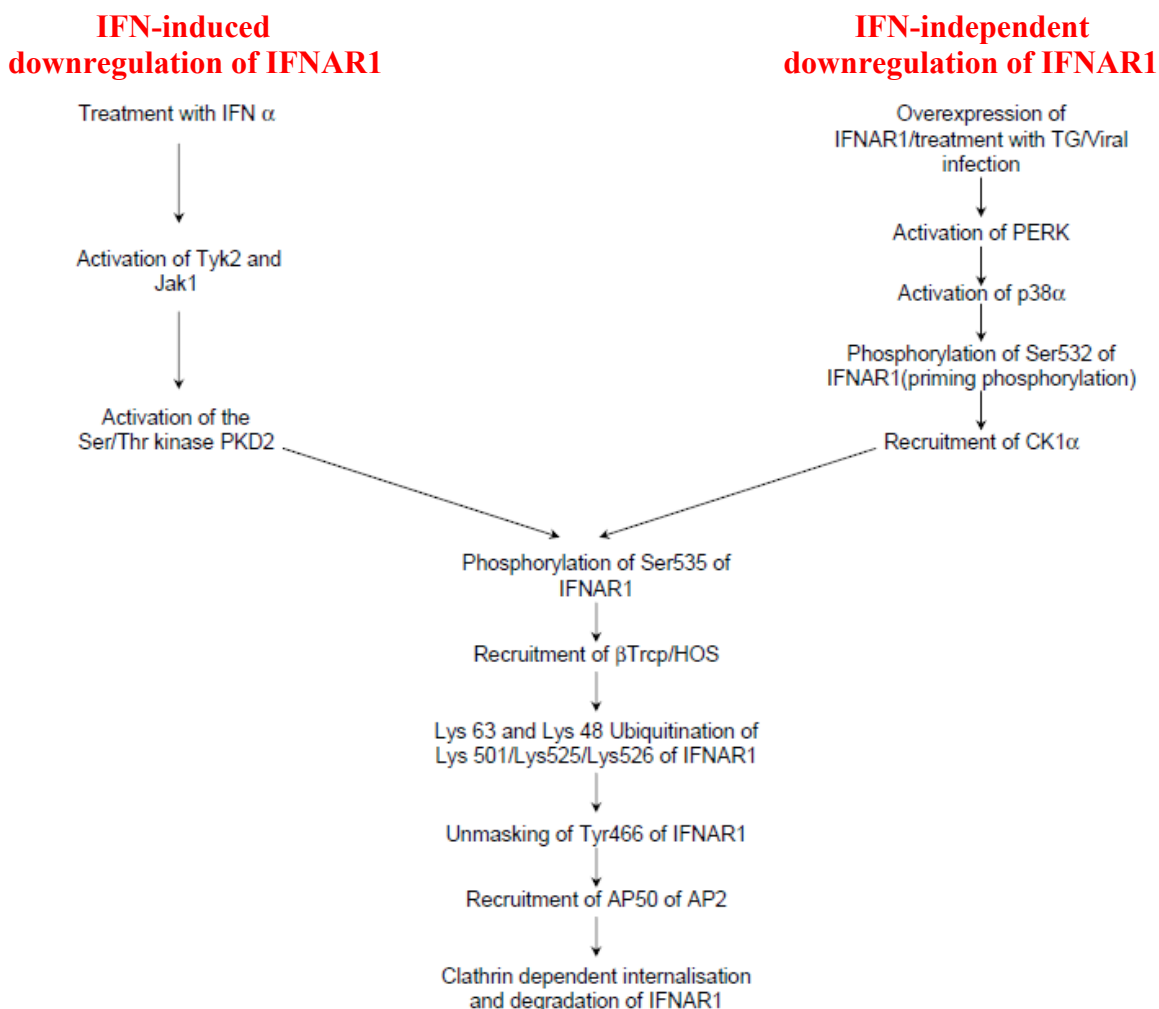 IFN-induced
downregulation of IFNAR1
Treatment with IFN α
Activation of Tyk2 and
Jak1
Activation of the
Ser/Thr kinase PKD2
IFN-independent
downregulation of IFNAR1
Overexpression of
IFNAR1/treatment with TG/Viral
infection
Activation of PERK
Activation of p38α
Phosphorylation of Ser532 of
IFNAR1(priming phosphorylation)
Recruitment of CK1α
Phosphorylation of Ser535 of
IFNAR1
Recruitment of βTrcp/HOS
Lys 63 and Lys 48 Ubiquitination of
Lys 501/Lys525/Lys526 of IFNAR1
Unmasking of Tyr466 of IFNAR1
Recruitment of AP50 of AP2
Clathrin dependent internalisation
and degradation of IFNAR1